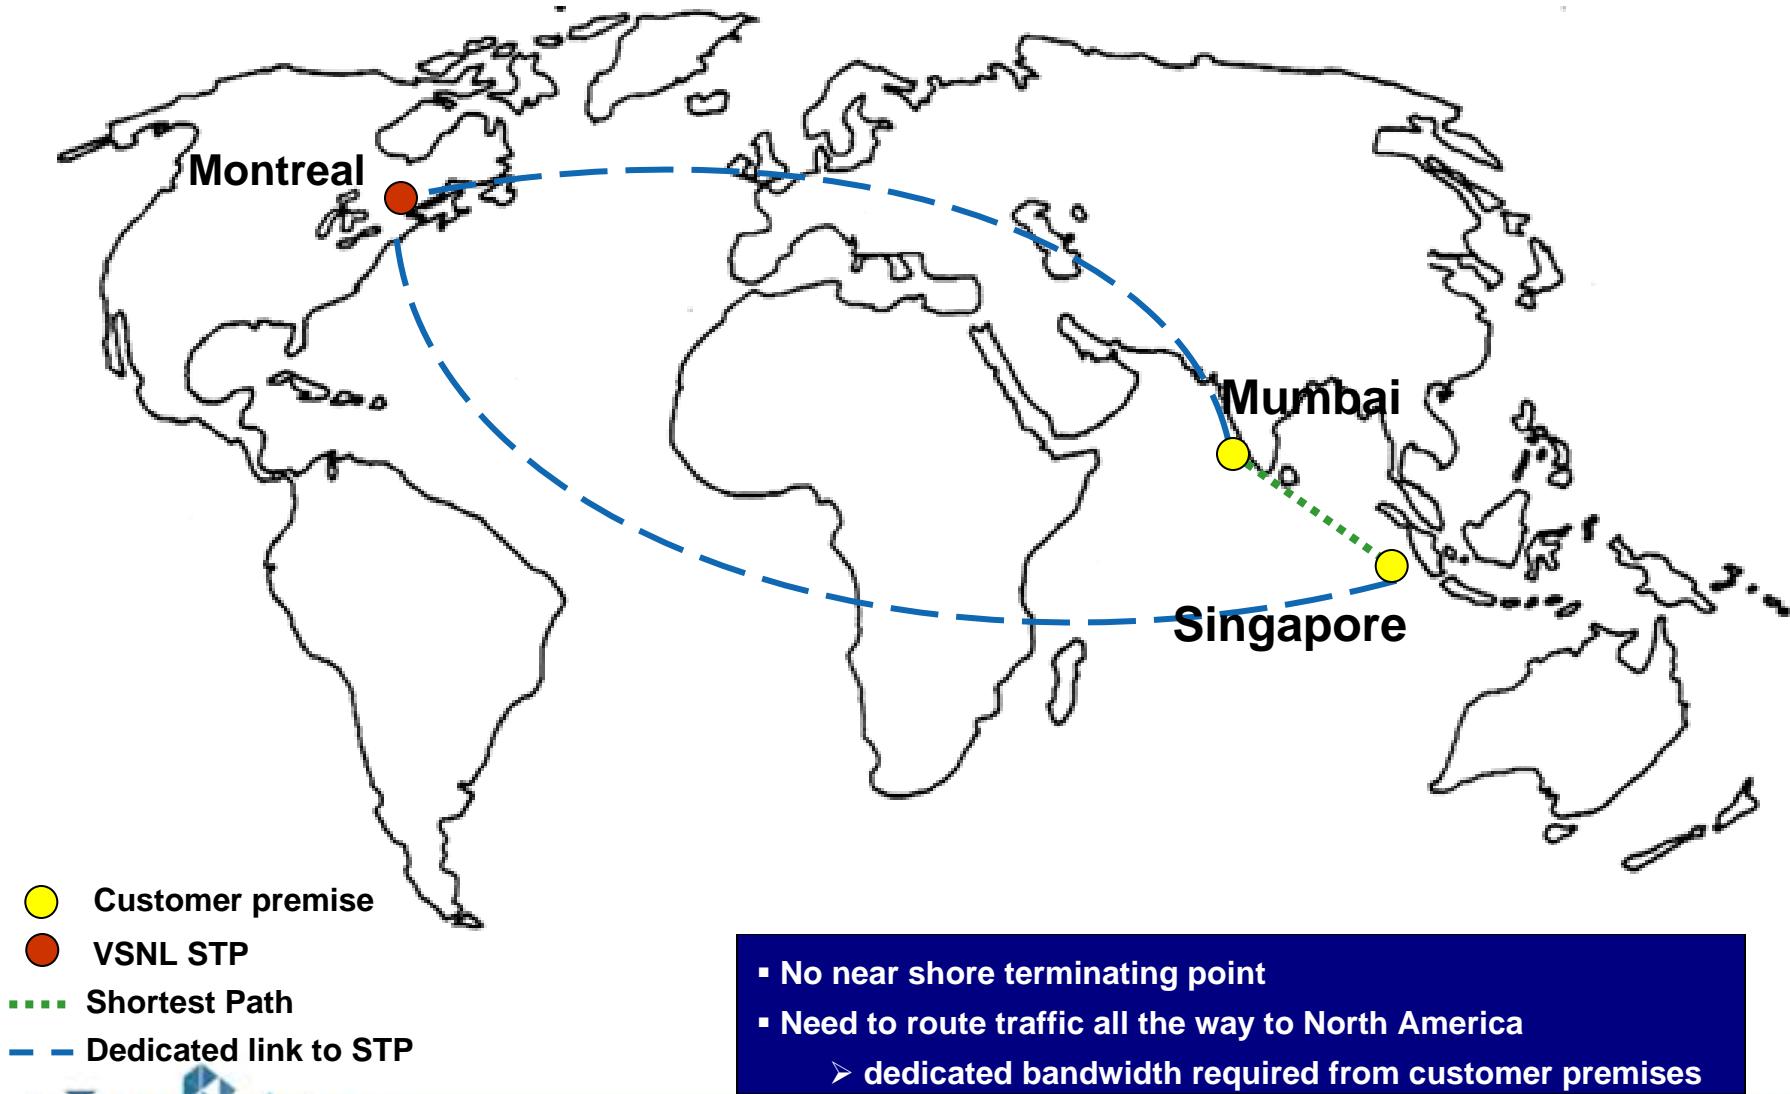 Montreal
Mumbai
Singapore
Customer premise
VSNL STP
Shortest Path
Dedicated link to STP
▪ No near shore terminating point
▪ Need to route traffic all the way to North America
➢ dedicated bandwidth required from customer premises